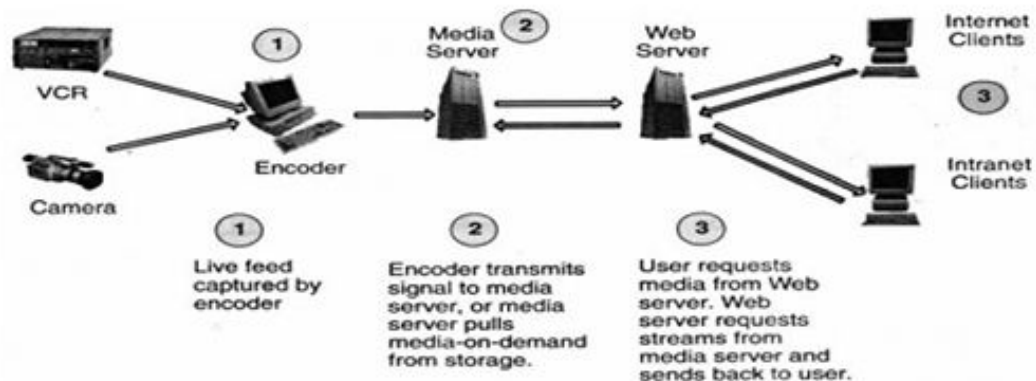 1
Media
Server
2
Web
Server
Internet
Clients
VCR
3
Encoder
Intranet
Clients
Camera
1
2
3
Live feed
captured by
encoder
Encoder transmits
signal to media
server, or media
server pulls
media-on-demand
from storage.
User requests
media from Web
server. Web
server requests
streams from
media server and
sends back to user.